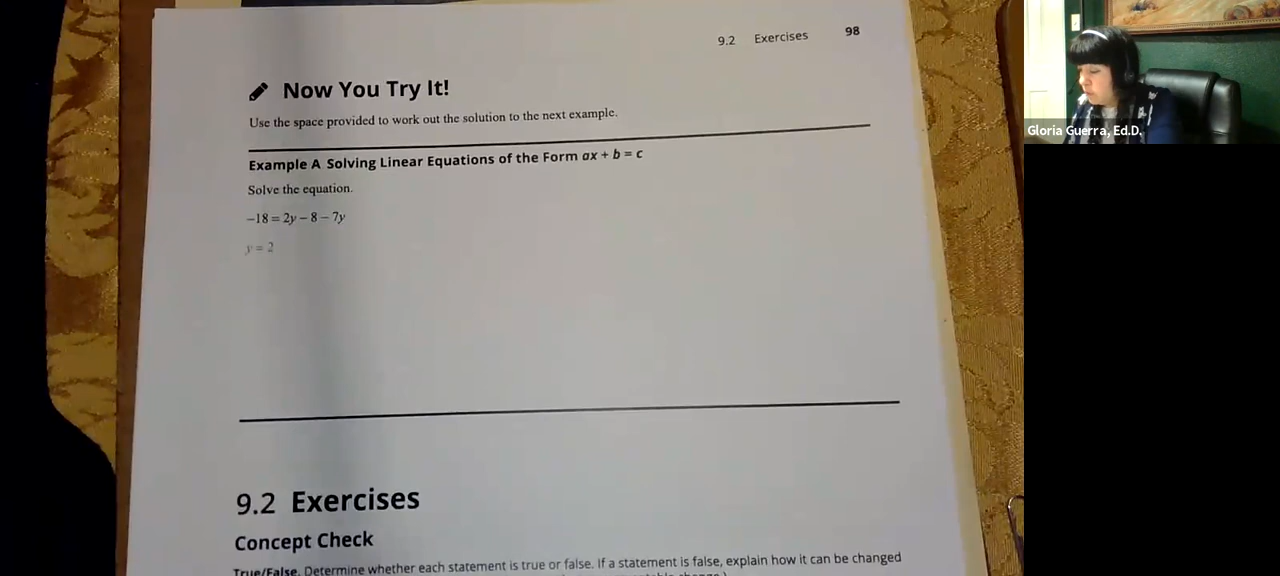 9.2 Exercises 98
Now You Try It!
Use the space provided to work out the solution to the next example.
Example A Solving Linear Equations of the Form ax + b = c
Solve the equation.
−18 = 2y − 8 − 7y
y = 2
9.2 Exercises
Concept Check
True/False. Determine whether each statement is true or false. If a statement is false, explain how it can be changed
Gloria Guerra, Ed.D.